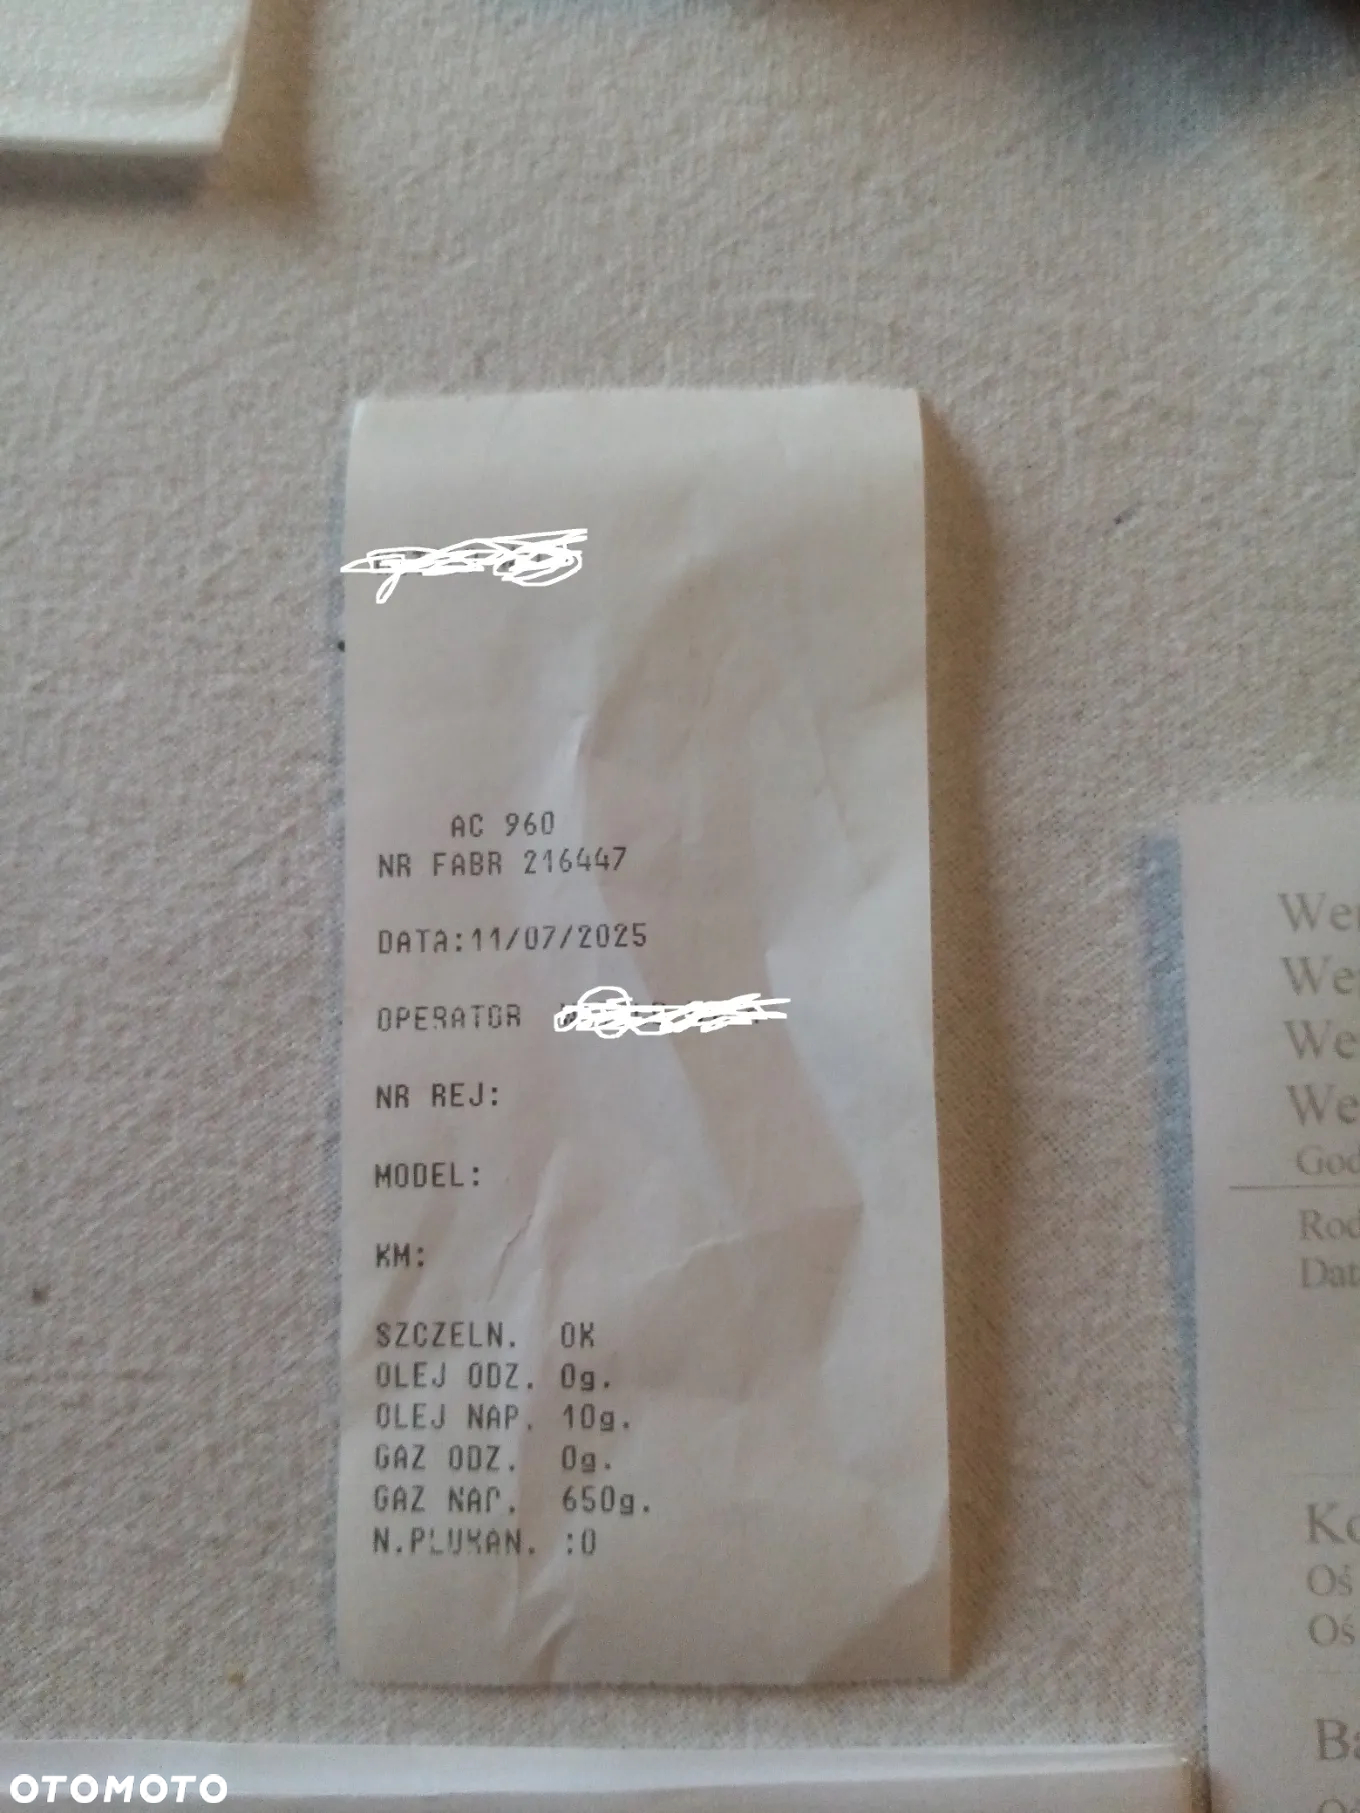 AC 960
NR FABR 216447
DATA:11/07/2025
OPERATOR
NR REJ:
MODEL:
KM:
SZCZELN. OK
OLEJ ODZ. 0g.
OLEJ NAP. 10g.
GAZ ODZ. 0g.
GAZ NAP. 650g.
N.PLUKAN. :0
OTOMOTO